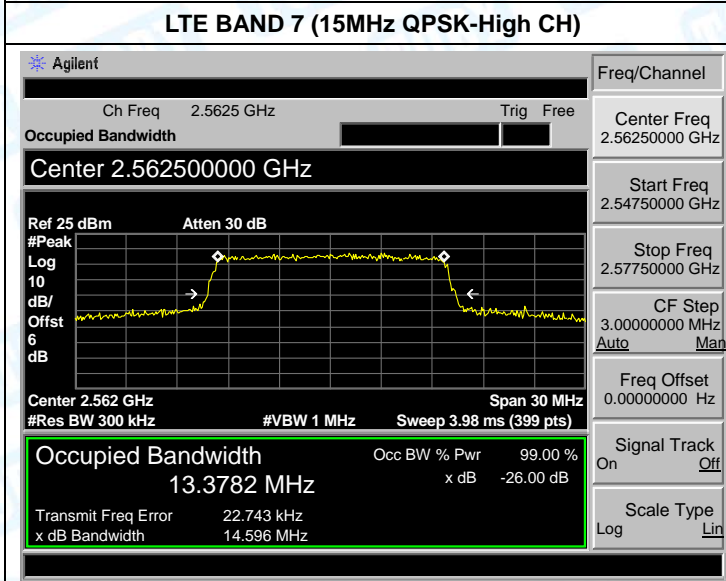 LTE BAND 7 (15MHz QPSK-High CH)
Agilent
Freq/Channel
Ch Freq 2.5625 GHz Trig Free
Occupied Bandwidth
Center Freq
2.56250000 GHz
Center 2.562500000 GHz
Start Freq
2.54750000 GHz
Ref 25 dBm Atten 30 dB
#Peak
Log
10
dB/
Offst
6
dB
Stop Freq
2.57750000 GHz
CF Step
3.00000000 MHz
Auto Man
Center 2.562 GHz Span 30 MHz
#Res BW 300 kHz #VBW 1 MHz Sweep 3.98 ms (399 pts)
Freq Offset
0.00000000 Hz
Occupied Bandwidth Occ BW % Pwr 99.00 %
13.3782 MHz x dB -26.00 dB
Transmit Freq Error 22.743 kHz
x dB Bandwidth 14.596 MHz
Signal Track
On Off
Scale Type
Log Lin